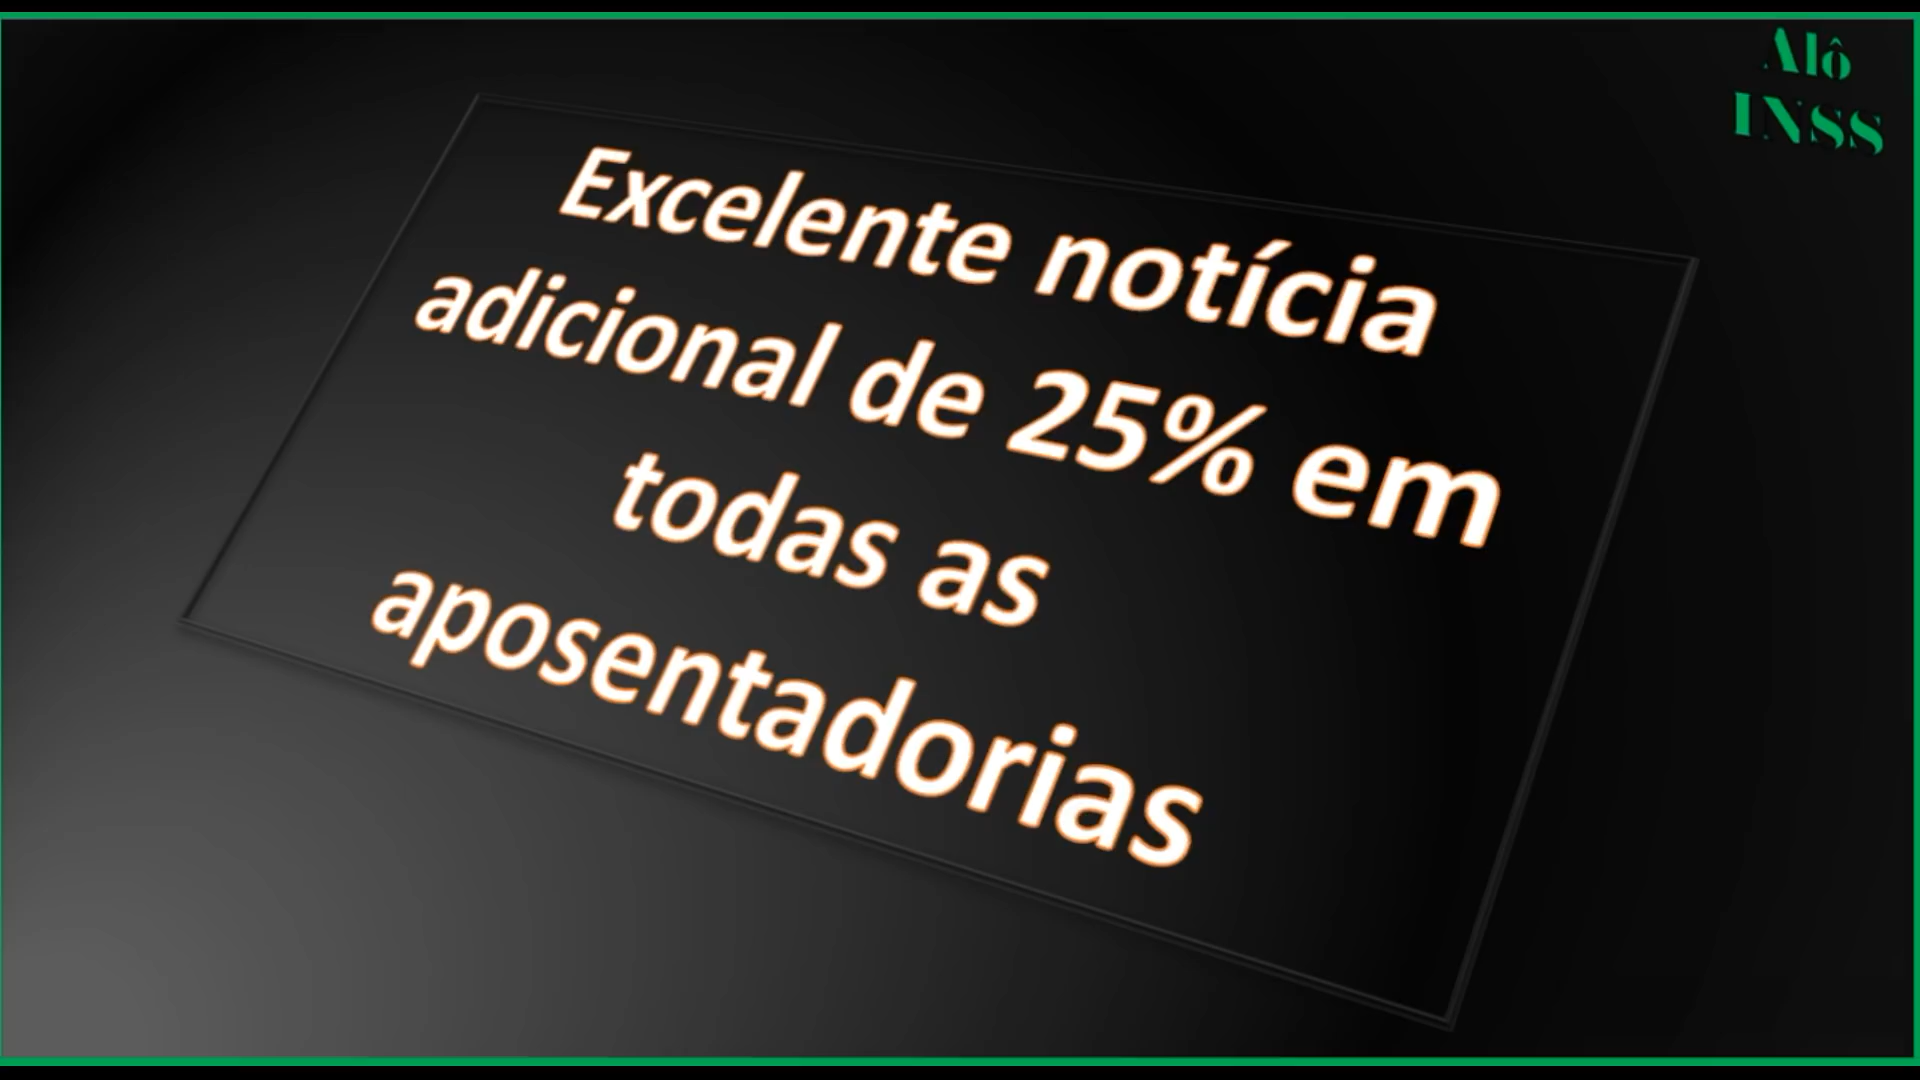 Alô
INSS
Excelente notícia
adicional de 25% em
todas as
aposentadorias